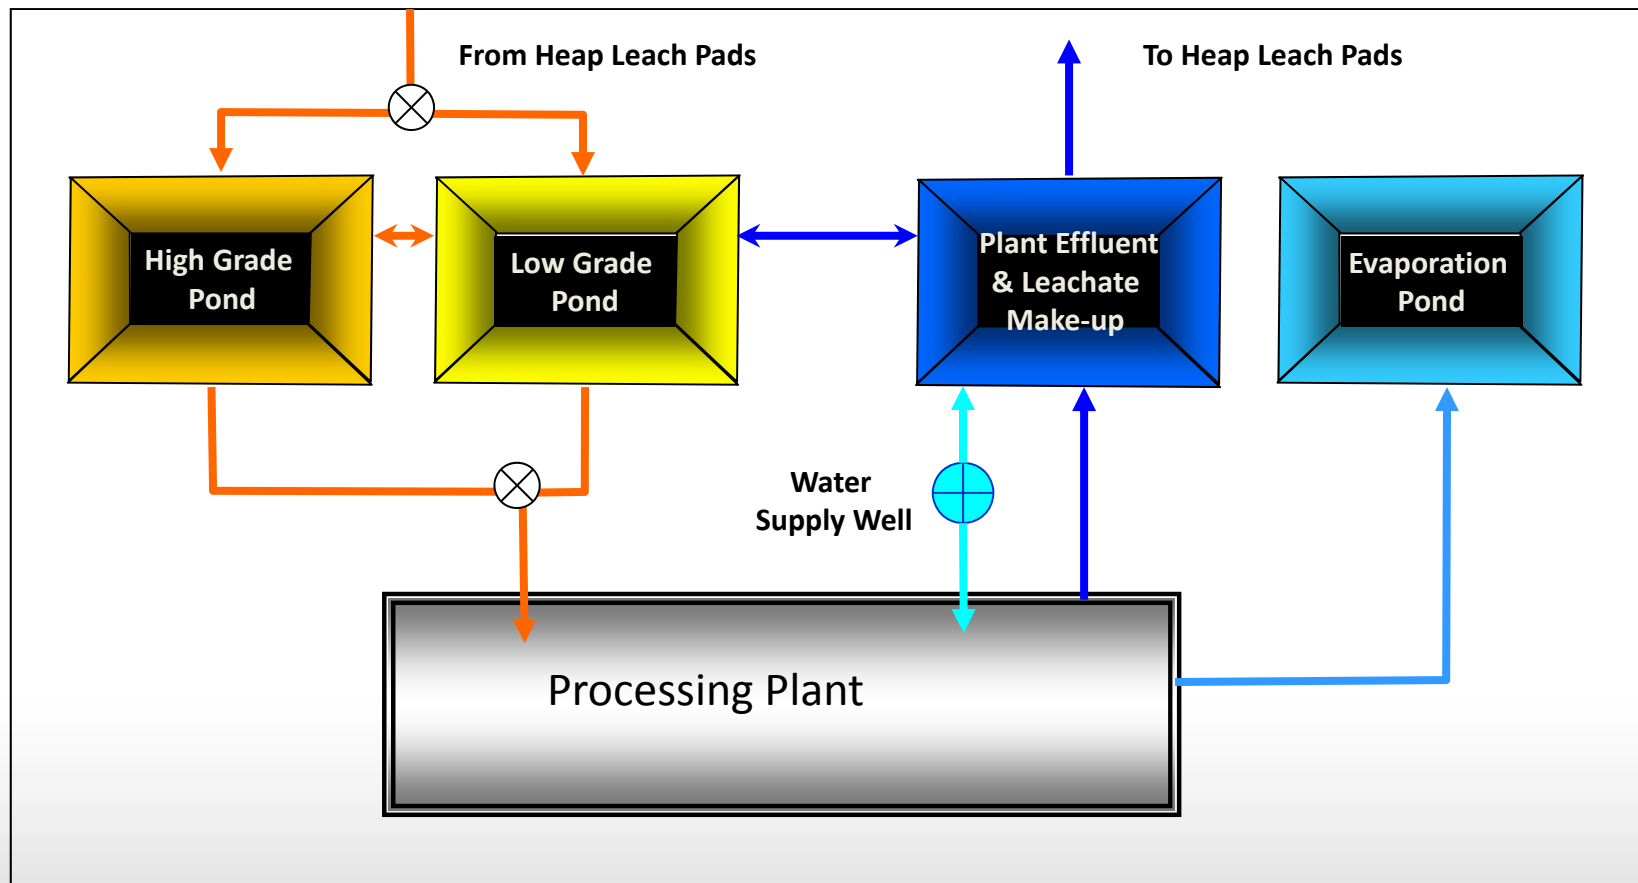 From Heap Leach Pads
To Heap Leach Pads
High Grade
Pond
Low Grade
Pond
Plant Effluent
& Leachate
Make-up
Evaporation
Pond
Water
Supply Well
Processing Plant